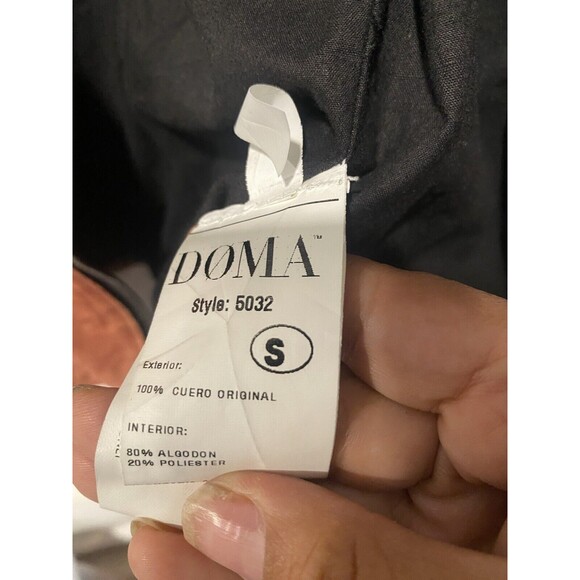 DØMA™
Style: 5032
S
Exterior:
100% CUERO ORIGINAL
INTERIOR:
80% ALGODON
20% POLIESTER